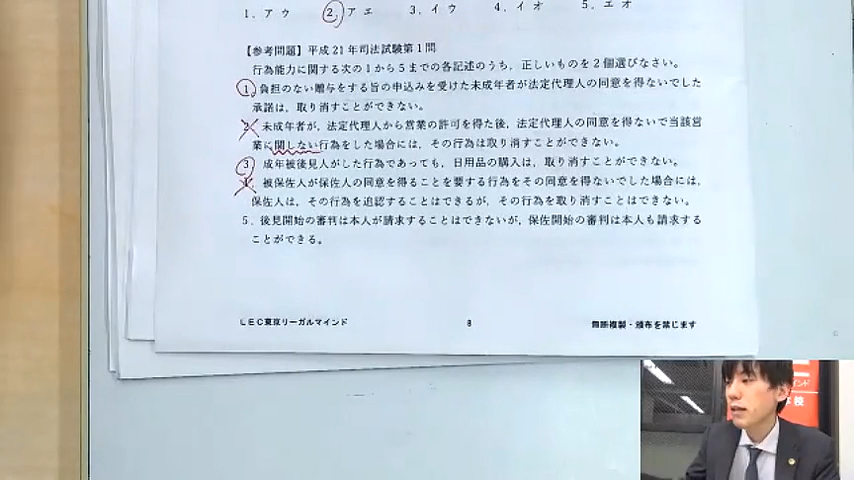 1．アウ　2．アエ　3．イウ　4．イオ　5．エオ
【参考問題】平成21年司法試験第1問
行為能力に関する次の1から5までの各記述のうち，正しいものを2個選びなさい。
1．負担のない贈与をする旨の申込みを受けた未成年者が法定代理人の同意を得ないでした
承諾は，取り消すことができない。
2．未成年者が，法定代理人から営業の許可を得た後，法定代理人の同意を得ないで当該営
業に関しない行為をした場合には，その行為は取り消すことができない。
3．成年被後見人がした行為であっても，日用品の購入は，取り消すことができない。
4．被保佐人が保佐人の同意を得ることを要する行為をその同意を得ないでした場合には，
保佐人は，その行為を追認することはできるが，その行為を取り消すことはできない。
5．後見開始の審判は本人が請求することはできないが，保佐開始の審判は本人も請求する
ことができる。
LEC東京リーガルマインド　8　無断複製・頒布を禁じます